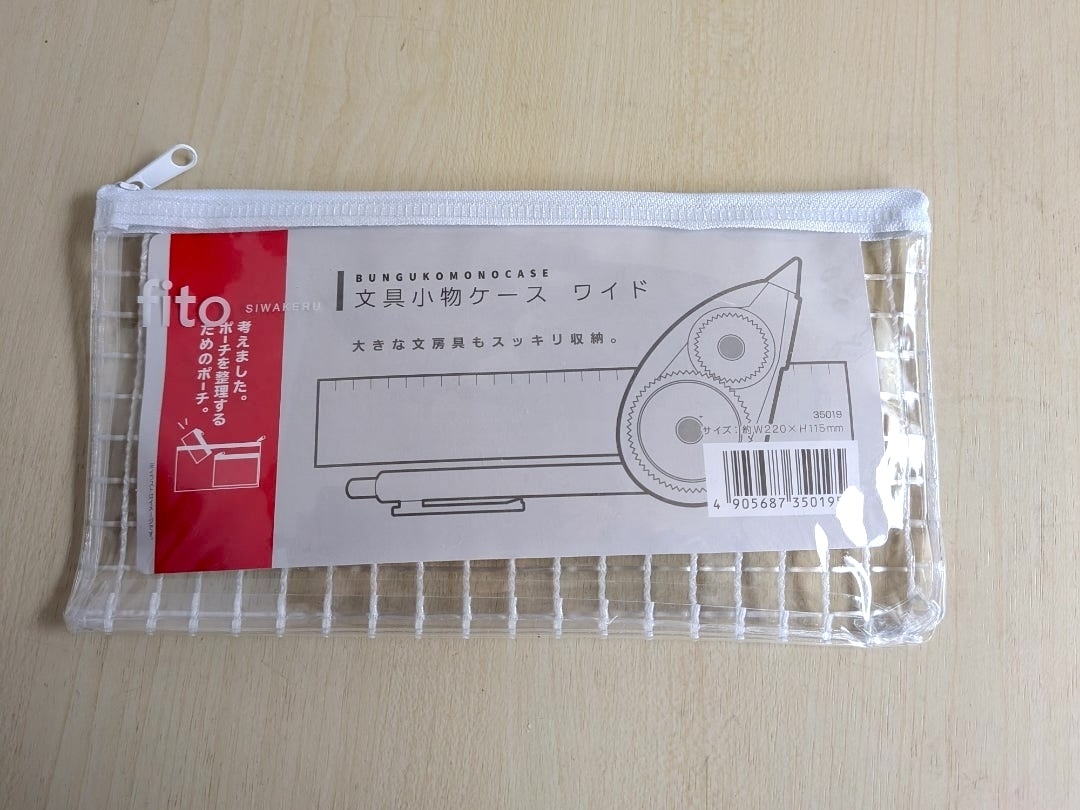 fito SIWAKERU
考えました。
ポーチを整理する
ためのポーチ。
BUNGUKOMONOCASE
文具小物ケース ワイド
大きな文房具もスッキリ収納。
35019
サイズ:約W220×H115mm
4 905687 350195